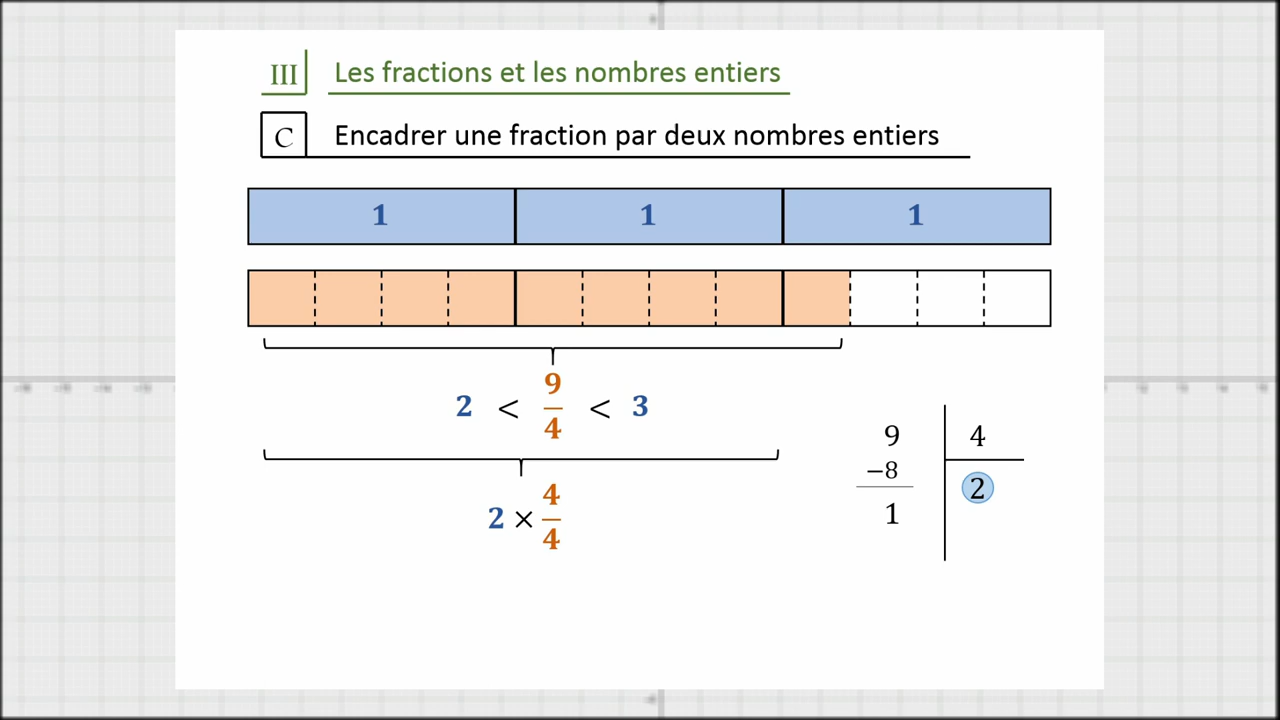 III Les fractions et les nombres entiers
C Encadrer une fraction par deux nombres entiers
1 1 1
2 < 9/4 < 3
2 × 4/4
9 4
−8 2
1